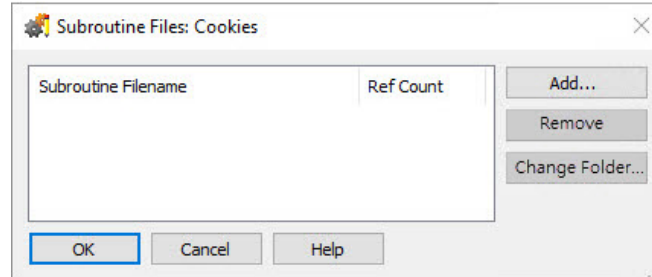 Subroutine Files: Cookies
Subroutine Filename Ref Count
Add...
Remove
Change Folder...
OK Cancel Help